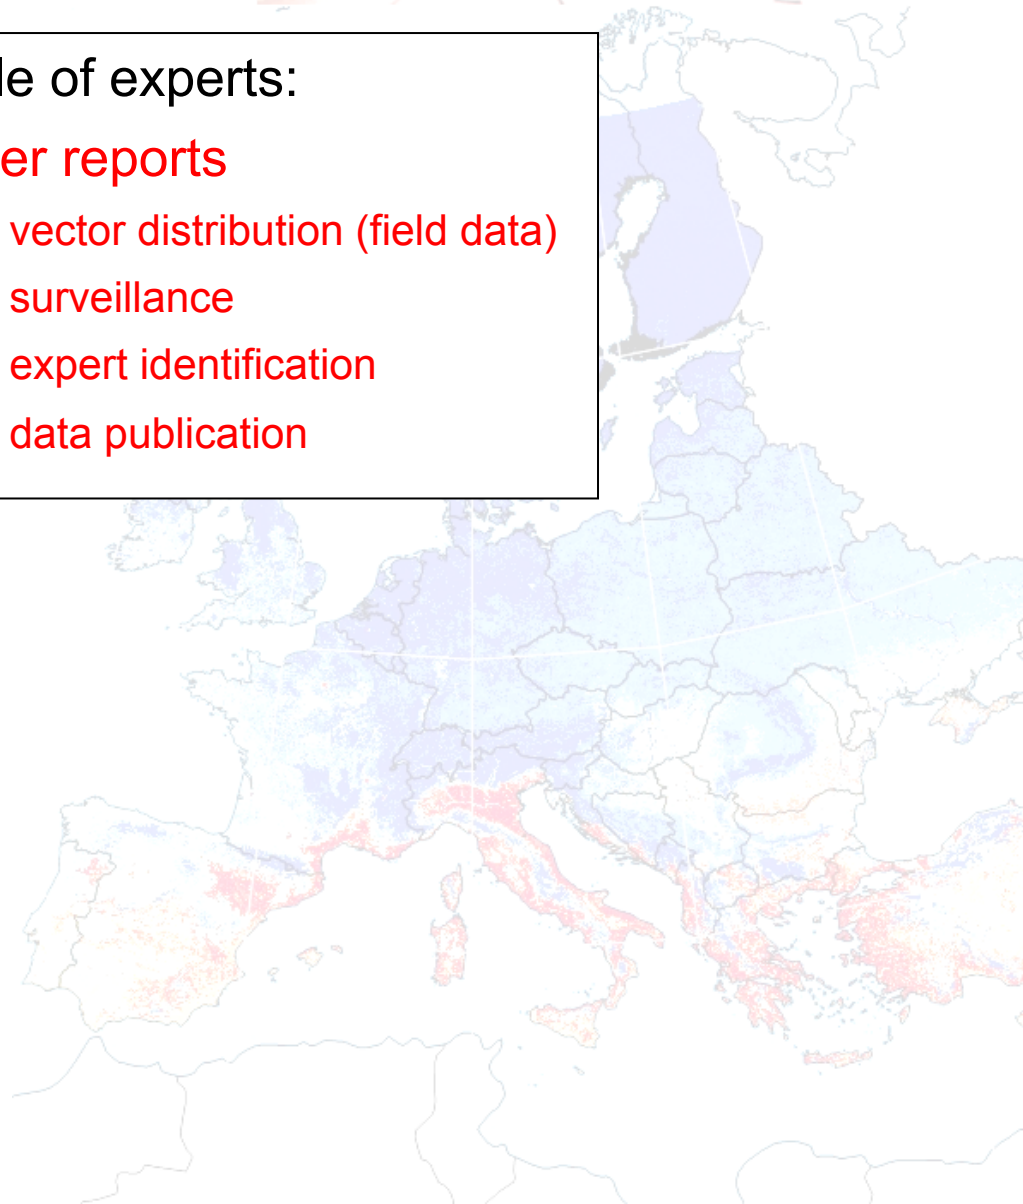 le of experts:
er reports
vector distribution (field data)
surveillance
expert identification
data publication